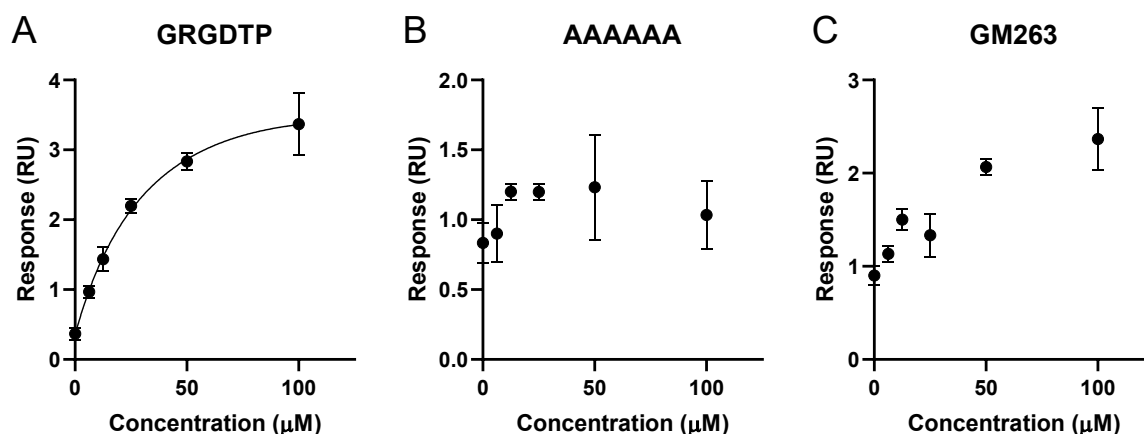 A
GRGDTP
Response (RU)
4
3
2
1
0
0 50 100
Concentration (μM)
B
AAAAAA
Response (RU)
2.0
1.5
1.0
0.5
0.0
0 50 100
Concentration (μM)
C
GM263
Response (RU)
3
2
1
0
0 50 100
Concentration (μM)